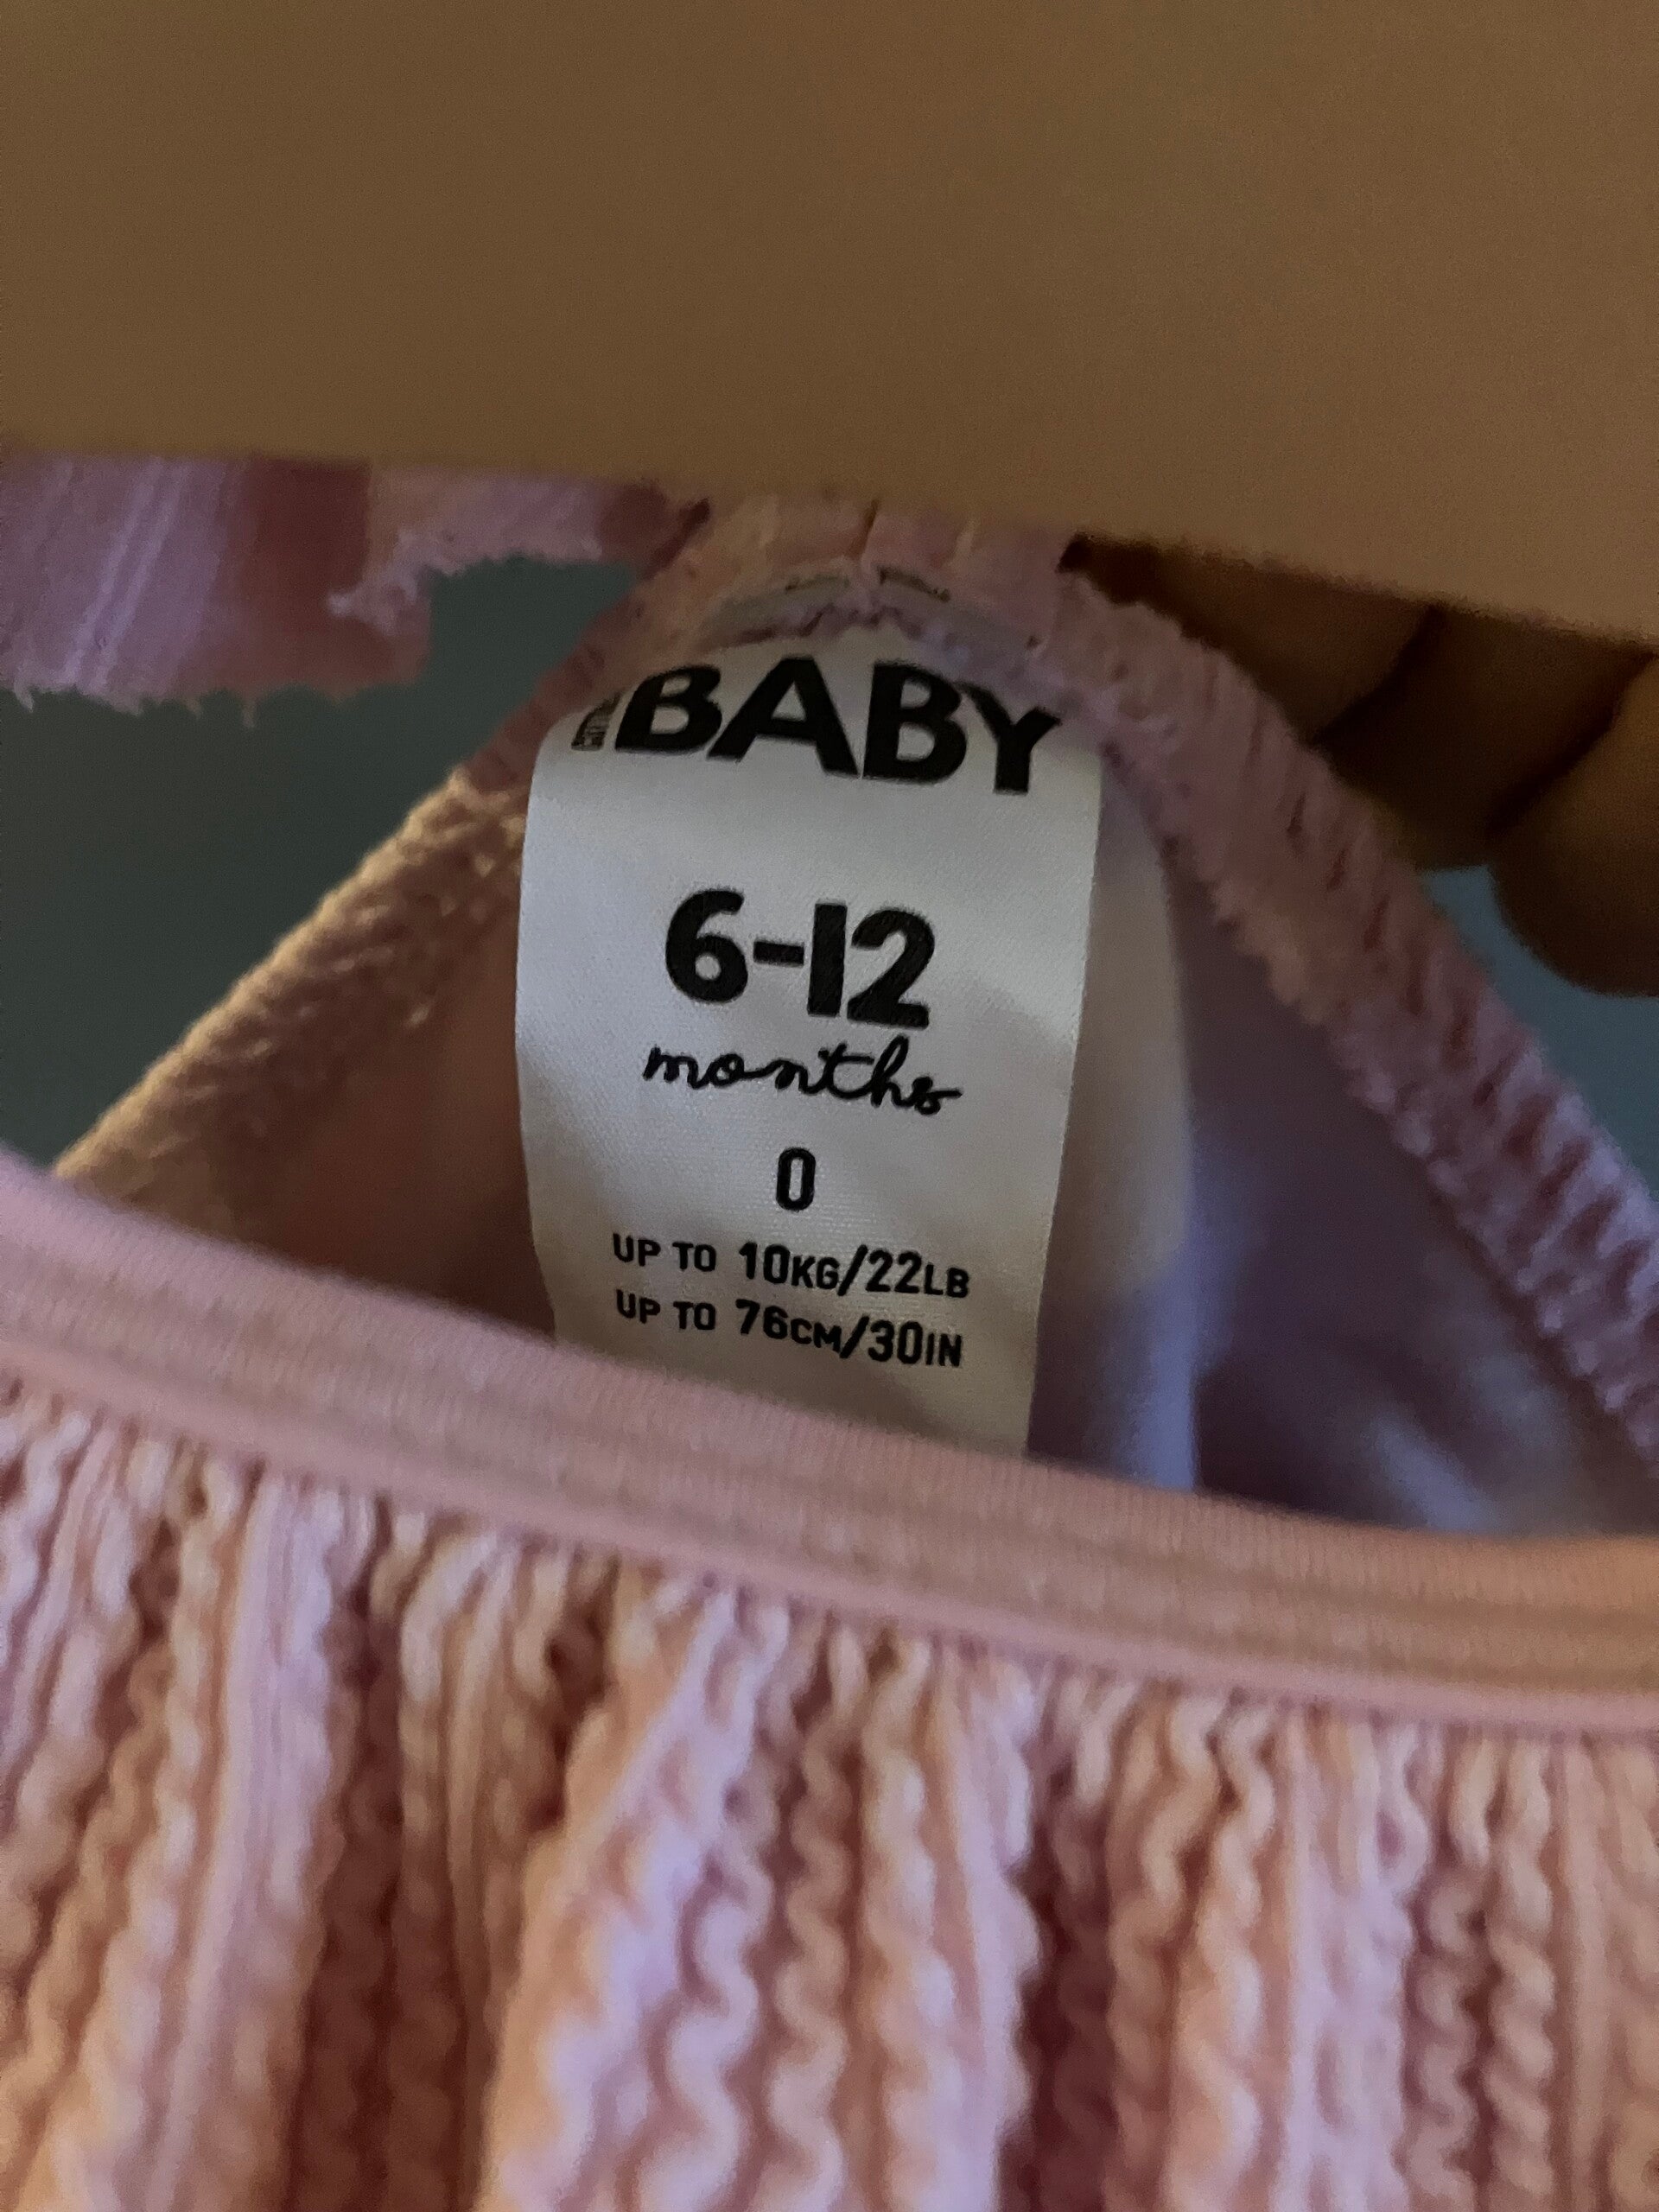 BABY
6-12
months
0
UP TO 10KG/22LB
UP TO 76CM/30IN